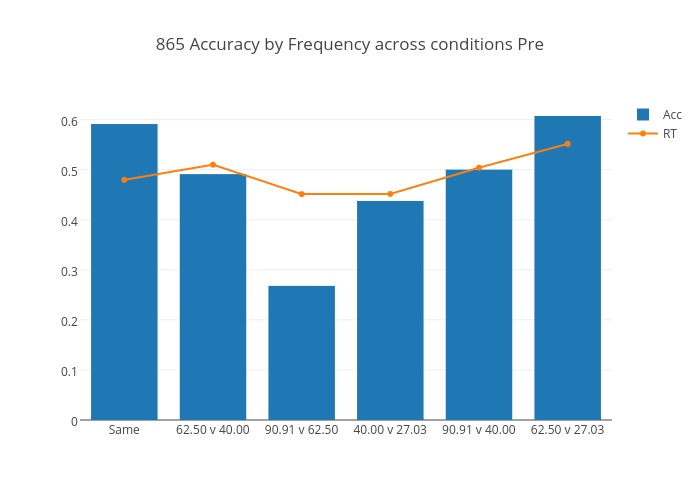 865 Accuracy by Frequency across conditions Pre
Acc
RT
0.6
0.5
0.4
0.3
0.2
0.1
0
Same
62.50 v 40.00
90.91 v 62.50
40.00 v 27.03
90.91 v 40.00
62.50 v 27.03